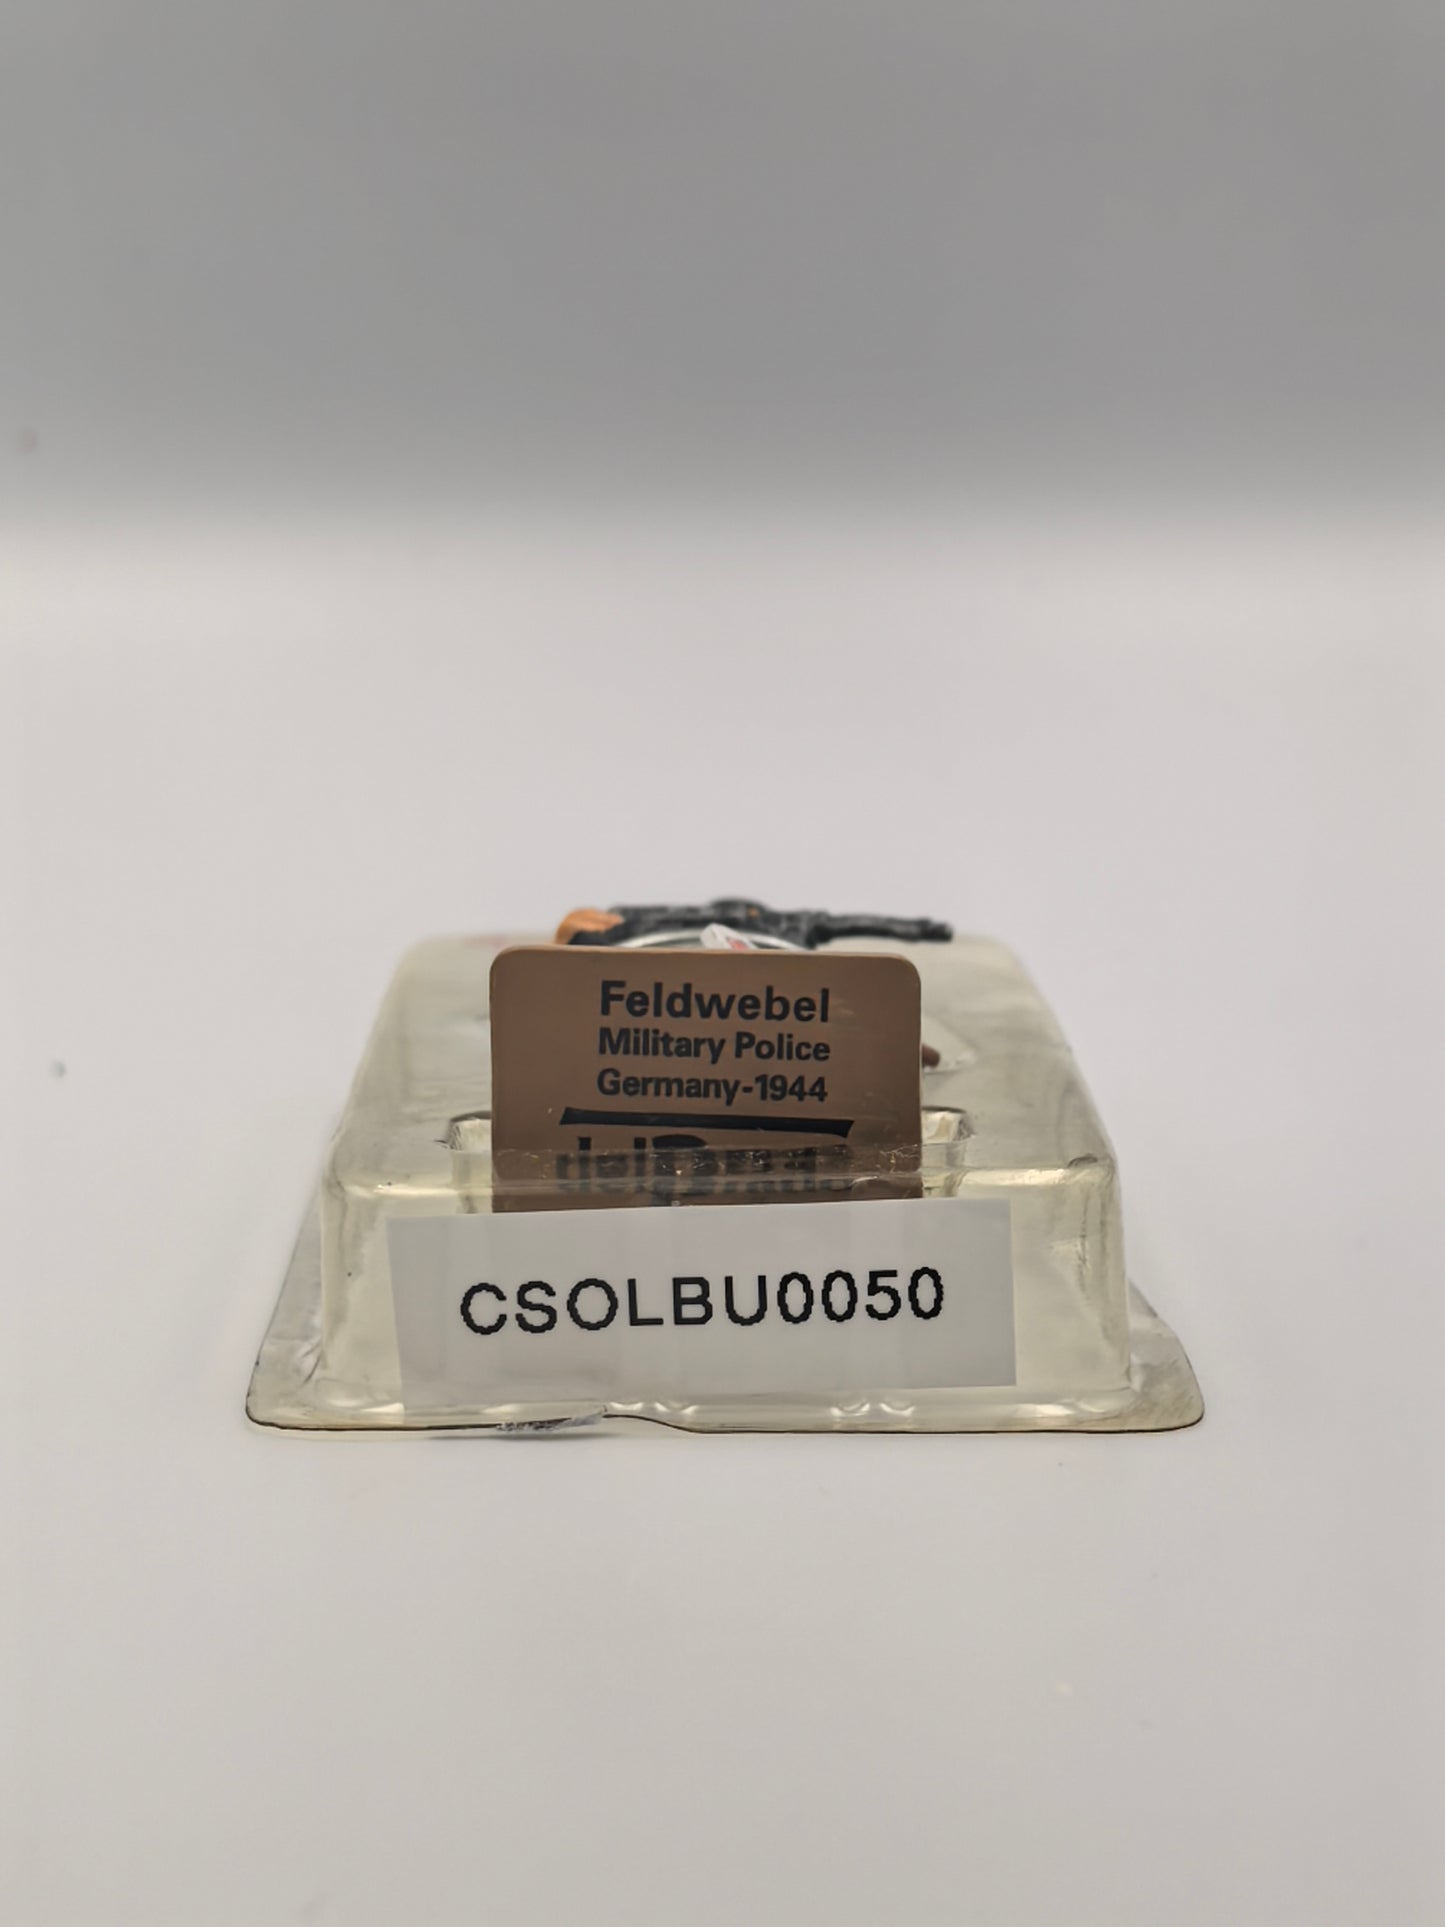 Feldwebel
Military Police
Germany-1944
CSOLBU0050